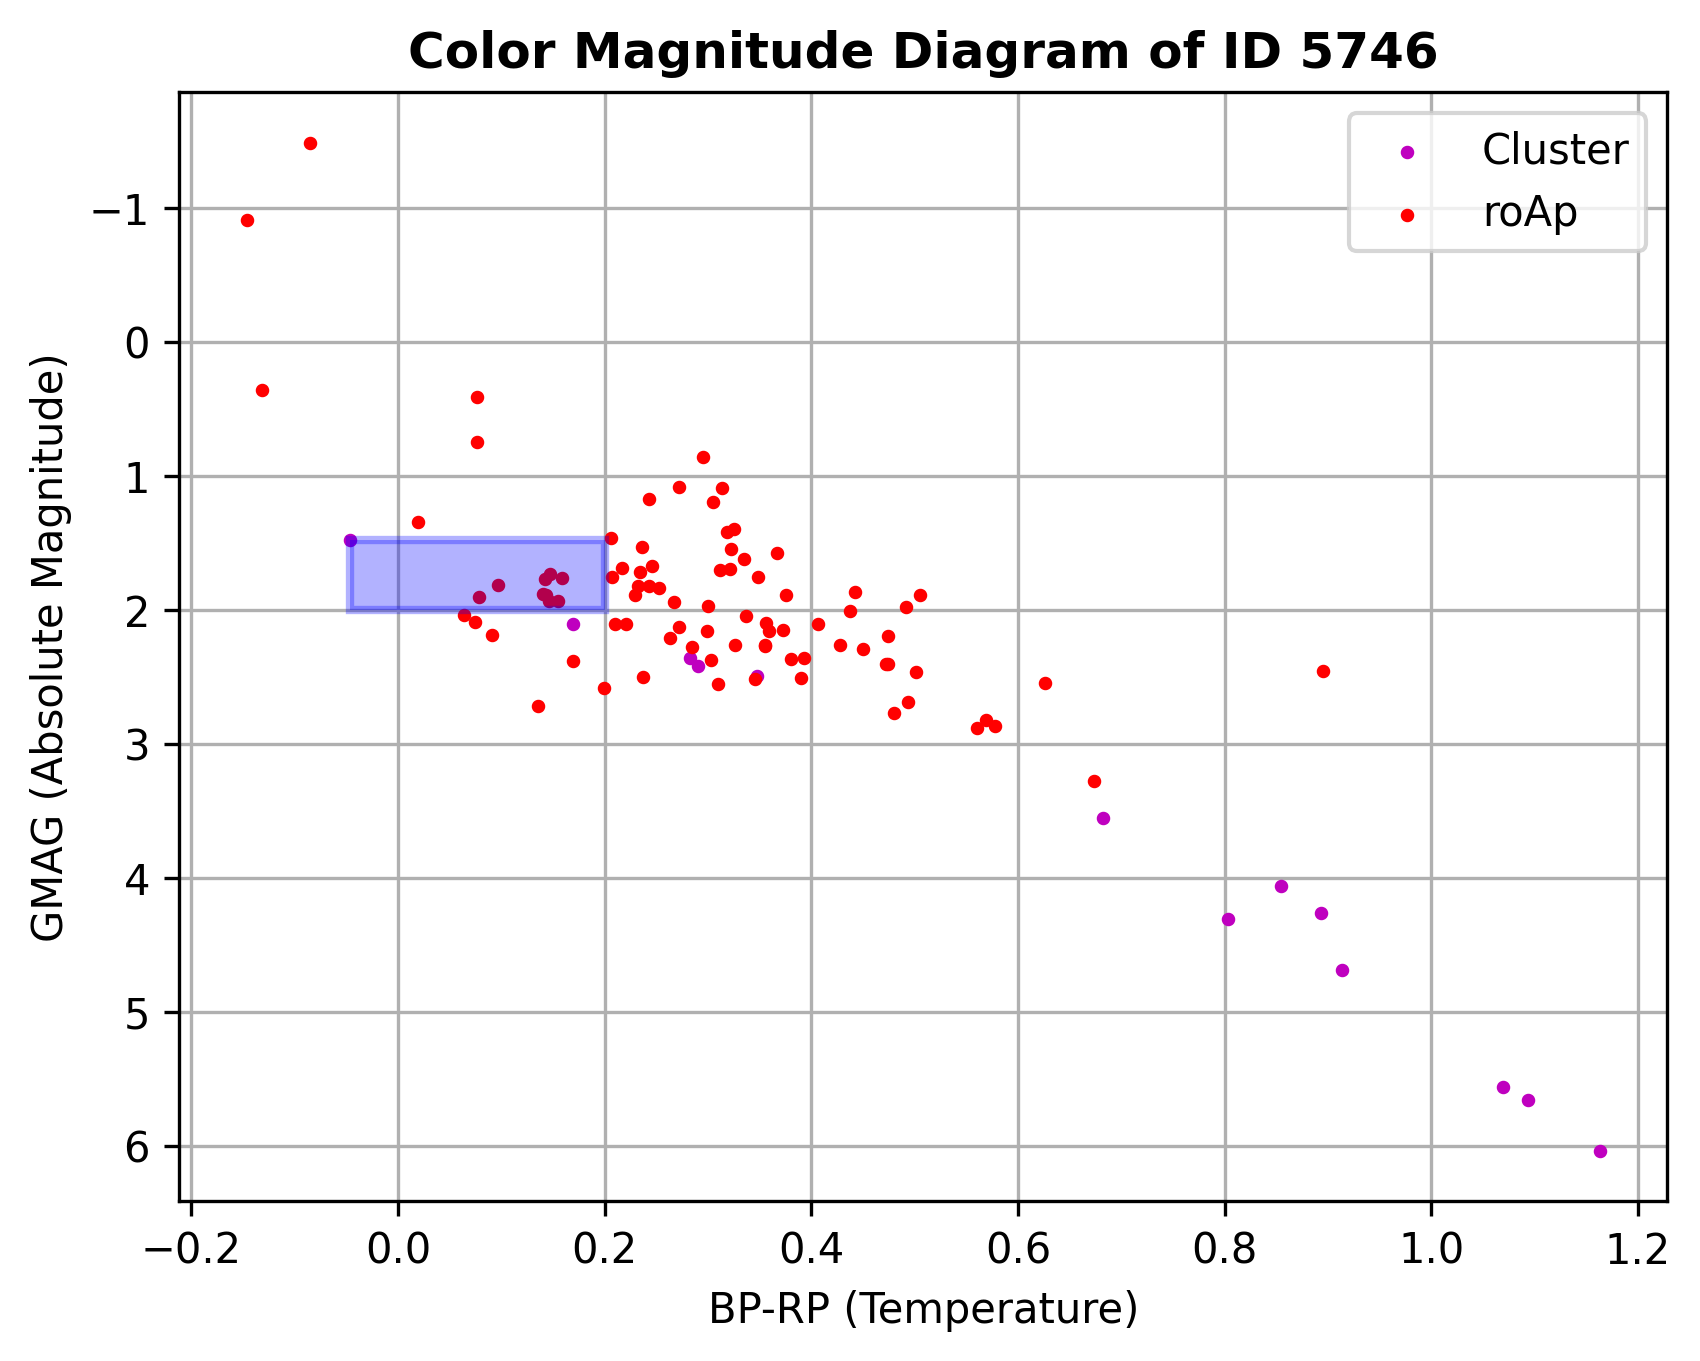 Color Magnitude Diagram of ID 5746
Cluster
roAp
GMAG (Absolute Magnitude)
−1
0
1
2
3
4
5
6
−0.2 0.0 0.2 0.4 0.6 0.8 1.0 1.2
BP-RP (Temperature)